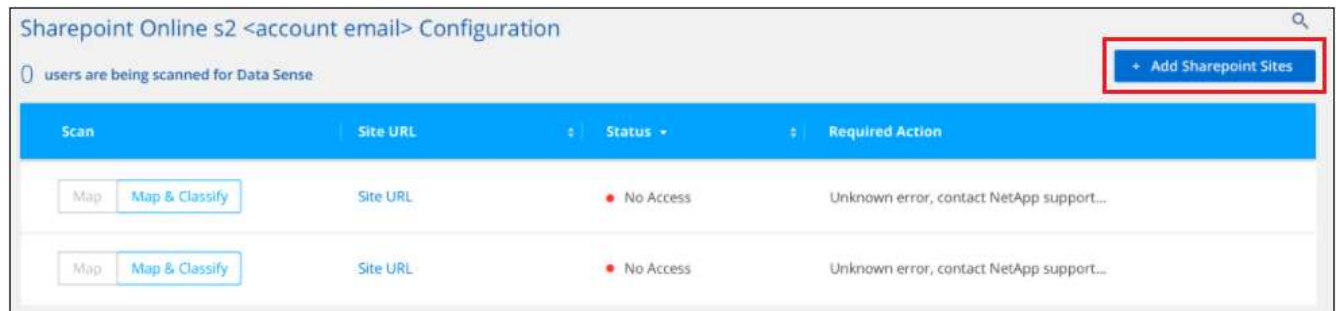 Sharepoint Online s2 <account email> Configuration
0 users are being scanned for Data Sense
+ Add Sharepoint Sites
Scan Site URL Status Required Action
Map Map & Classify Site URL No Access Unknown error, contact NetApp support...
Map Map & Classify Site URL No Access Unknown error, contact NetApp support...